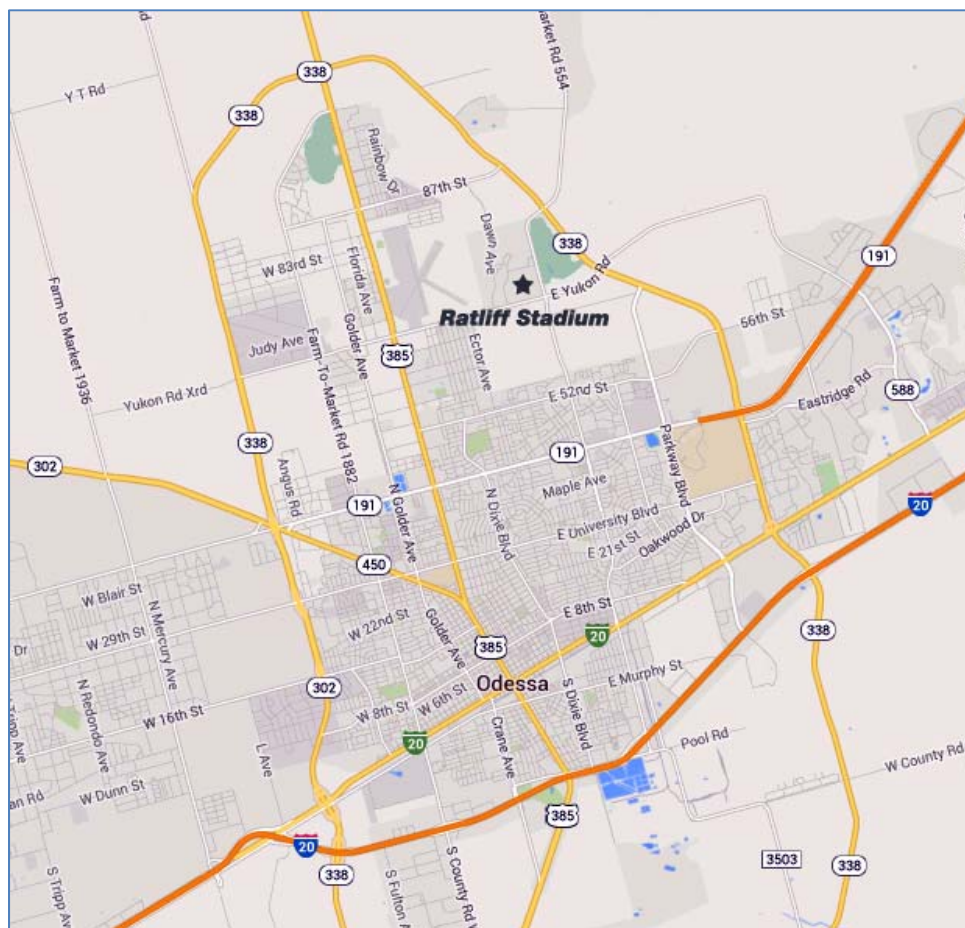 338
Market Rd 554
Y T Rd
338
Rainbow Dr
87th St
Dawn Ave
338
191
W 83rd St
Florida Ave
E Yukon Rd
Ratliff Stadium
Farm to Market 1936
Judy Ave
Golder Ave
385
Ector Ave
56th St
Farm-To-Market Rd 1882
Yukon Rd Xrd
E 52nd St
Eastridge Rd
588
338
302
Angus Rd
191
Parkway Blvd
Maple Ave
191
N Golder Ave
N Dixie Blvd
20
E University Blvd
E 21st St
Oakwood Dr
450
W Blair St
N Mercury Ave
W 29th St
W 22nd St
E 8th St
20
Dr
Golder Ave
385
338
Odessa
E Murphy St
302
N Redondo Ave
Tripp Ave
W 16th St
W 8th St
W 6th St
S Dixie Blvd
20
Crane Ave
Pool Rd
L Ave
W County Rd
an Rd
W Dunn St
385
20
3503
338
338
S Tripp Av
S Fulton A
S County Rd W